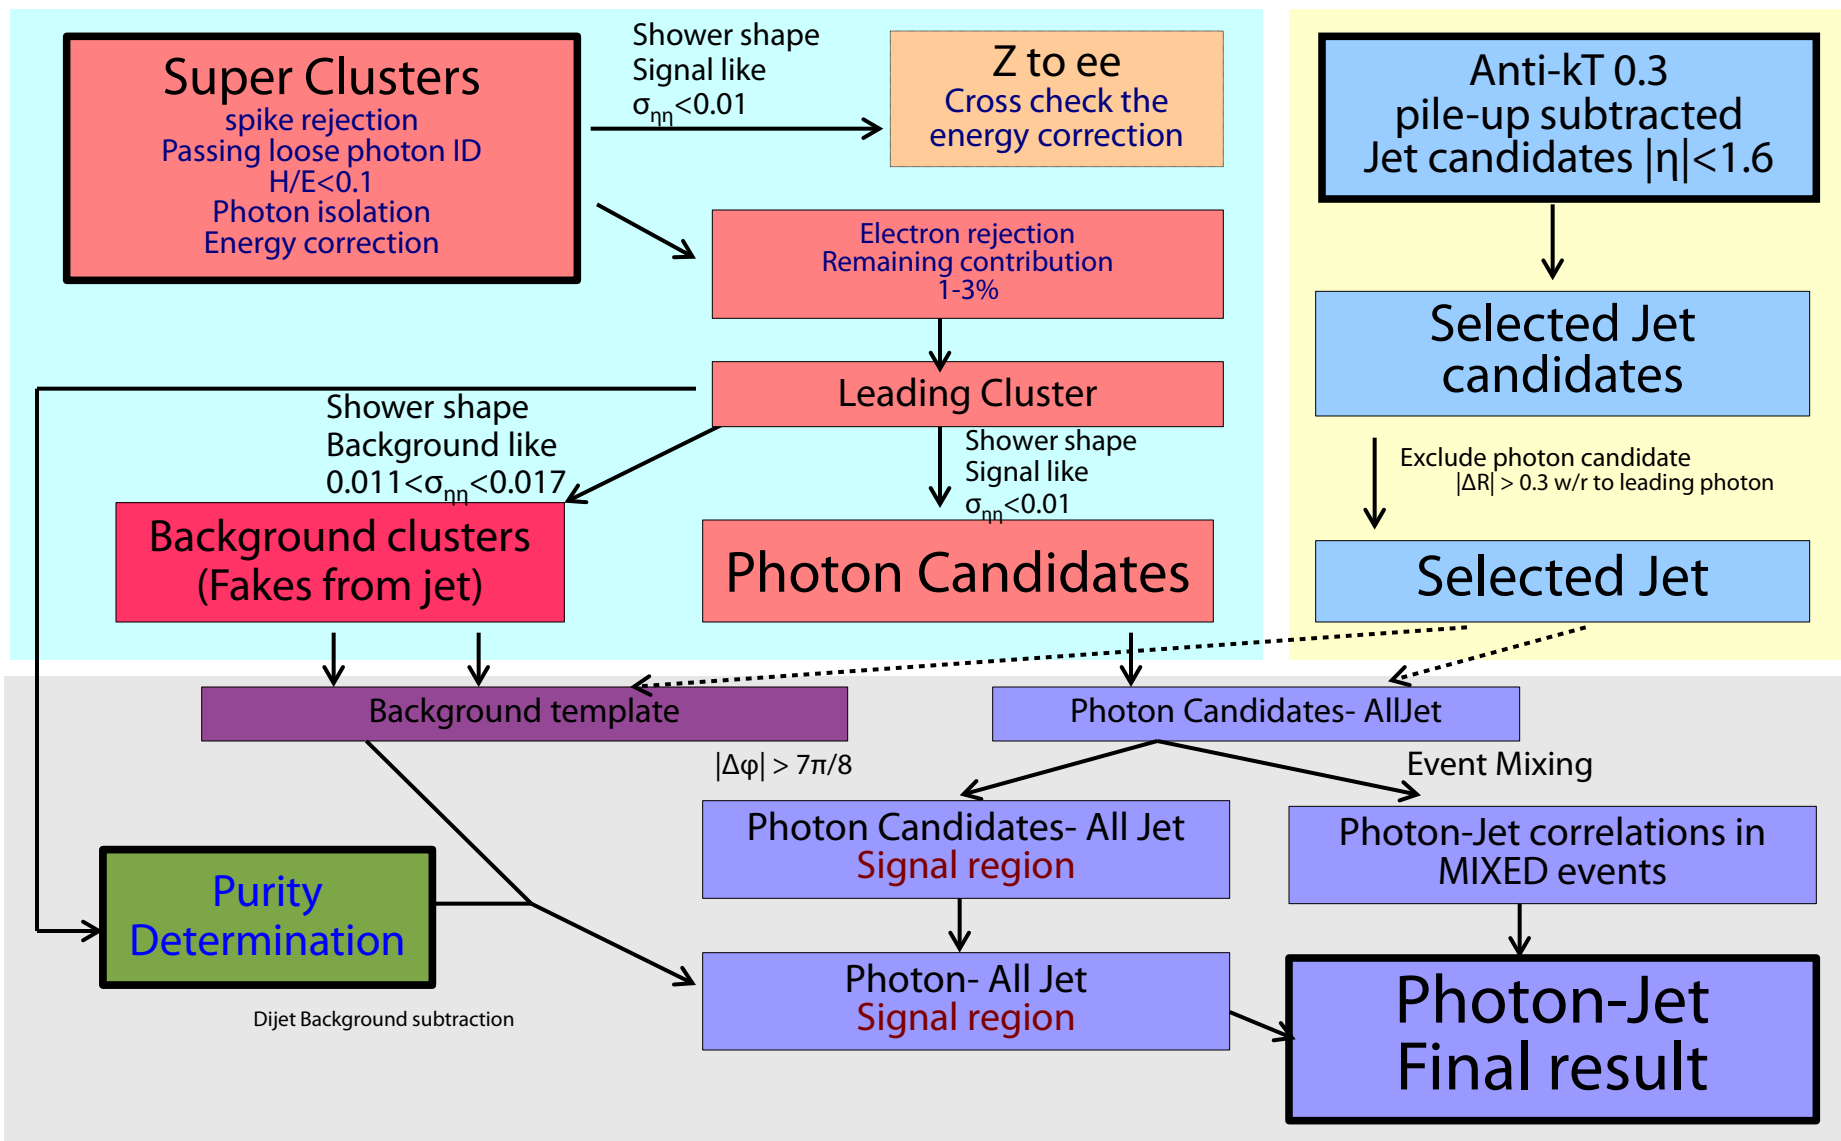 Super Clusters
spike rejection
Passing loose photon ID
H/E<0.1
Photon isolation
Energy correction
Shower shape
Signal like
σηη<0.01
Z to ee
Cross check the
energy correction
Electron rejection
Remaining contribution
1-3%
Leading Cluster
Shower shape
Background like
0.011<σηη<0.017
Shower shape
Signal like
σηη<0.01
Background clusters
(Fakes from jet)
Photon Candidates
Anti-kT 0.3
pile-up subtracted
Jet candidates |η|<1.6
Selected Jet
candidates
Exclude photon candidate
|ΔR| > 0.3 w/r to leading photon
Selected Jet
Background template
Photon Candidates- AllJet
|Δφ| > 7π/8
Event Mixing
Photon Candidates- All Jet
Signal region
Photon-Jet correlations in
MIXED events
Purity
Determination
Photon- All Jet
Signal region
Dijet Background subtraction
Photon-Jet
Final result